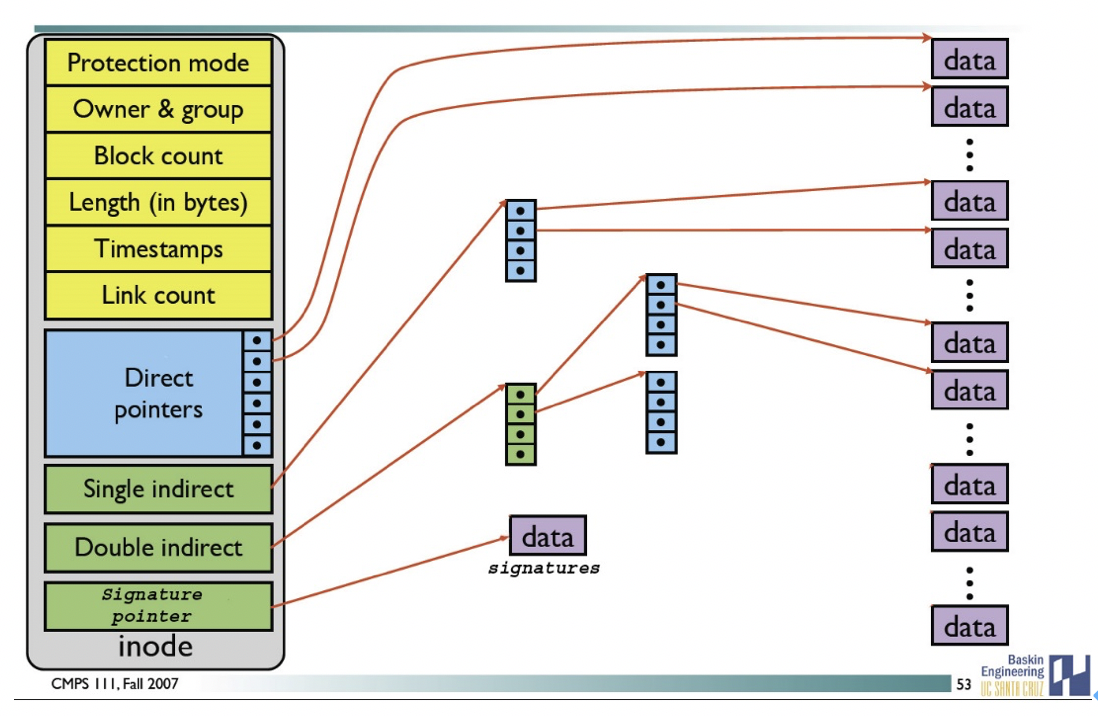 Protection mode
Owner & group
Block count
Length (in bytes)
Timestamps
Link count
Direct
pointers
Single indirect
Double indirect
Signature
pointer
inode
data
signatures
data
data
data
data
data
data
data
data
data
CMPS 111, Fall 2007
53
Baskin
Engineering
UC SANTA CRUZ